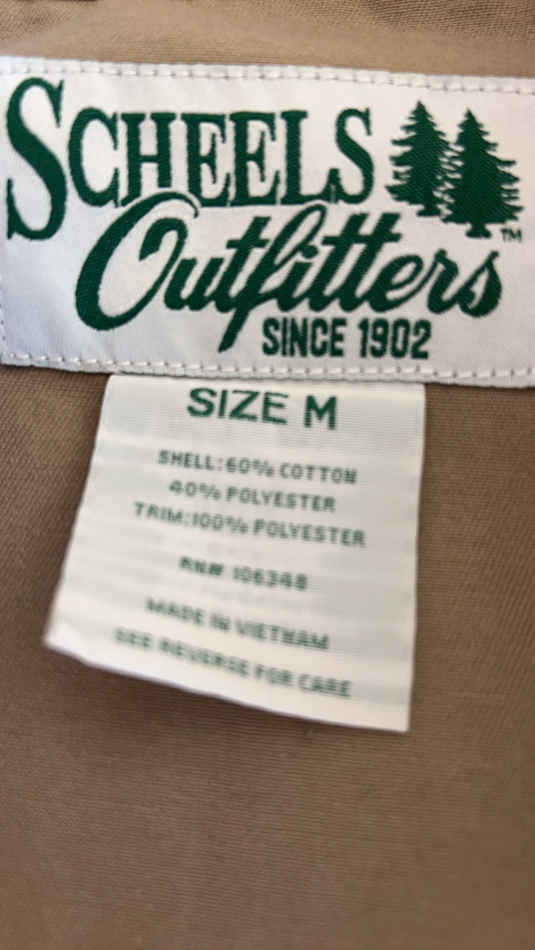 SCHEELS
Outfitters™
SINCE 1902
SIZE M
SHELL: 60% COTTON
40% POLYESTER
TRIM: 100% POLYESTER
RN# 106348
MADE IN VIETNAM
SEE REVERSE FOR CARE